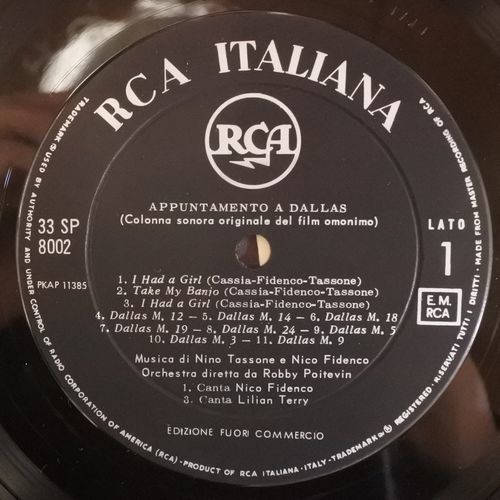 RCA ITALIANA
RCA
APPUNTAMENTO A DALLAS
(Colonna sonora originale del film omonimo)
33 SP
8002
PKAP 11385
LATO
1
E.M.
RCA
1. I Had a Girl (Cassia-Fidenco-Tassone)
2. Take My Banjo (Cassia-Fidenco-Tassone)
3. I Had a Girl (Cassia-Fidenco-Tassone)
4. Dallas M. 12 – 5. Dallas M. 14 – 6. Dallas M. 18
7. Dallas M. 19 – 8. Dallas M. 24 – 9. Dallas M. 5
10. Dallas M. 3 – 11. Dallas M. 9
Musica di Nino Tassone e Nico Fidenco
Orchestra diretta da Robby Poitevin
1. Canta Nico Fidenco
3. Canta Lilian Terry
EDIZIONE FUORI COMMERCIO
TRADEMARK ® USED BY AUTHORITY AND UNDER CONTROL OF RADIO CORPORATION OF AMERICA (RCA) - PRODUCT OF RCA ITALIANA - ITALY - TRADEMARK ® REGISTERED. RISERVATI TUTTI I DIRITTI - MADE FROM MASTER RECORDING OF RCA